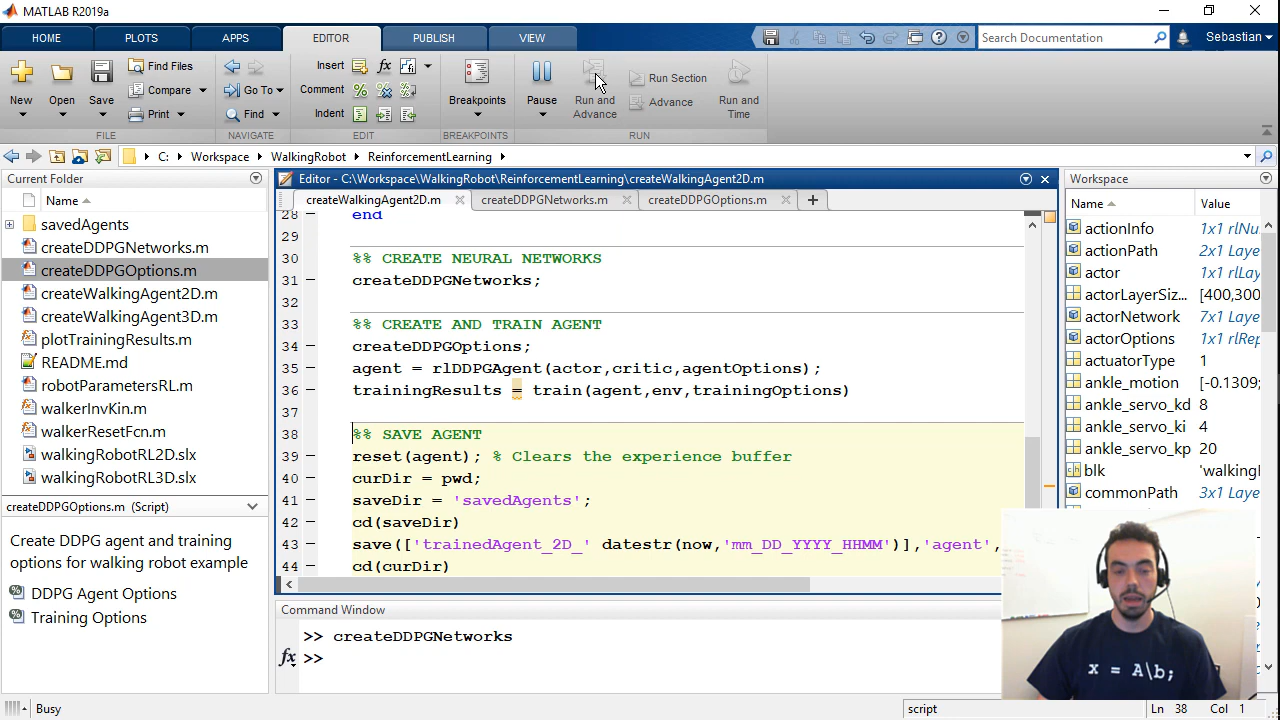 MATLAB R2019a
HOME PLOTS APPS EDITOR PUBLISH VIEW Search Documentation Sebastian
New Open Save Find Files Compare Print
Go To Find
Insert fx
Comment
Indent
Breakpoints Pause Run and Advance Run Section Advance Run and Time
FILE NAVIGATE EDIT BREAKPOINTS RUN
C: Workspace WalkingRobot ReinforcementLearning
Current Folder
Name
savedAgents
createDDPGNetworks.m
createDDPGOptions.m
createWalkingAgent2D.m
createWalkingAgent3D.m
plotTrainingResults.m
README.md
robotParametersRL.m
walkerInvKin.m
walkerResetFcn.m
walkingRobotRL2D.slx
walkingRobotRL3D.slx
createDDPGOptions.m (Script)
Create DDPG agent and training
options for walking robot example
DDPG Agent Options
Training Options
Editor - C:\Workspace\WalkingRobot\ReinforcementLearning\createWalkingAgent2D.m
createWalkingAgent2D.m createDDPGNetworks.m createDDPGOptions.m
28 end
29
30 %% CREATE NEURAL NETWORKS
31 createDDPGNetworks;
32
33 %% CREATE AND TRAIN AGENT
34 createDDPGOptions;
35 agent = rlDDPGAgent(actor,critic,agentOptions);
36 trainingResults = train(agent,env,trainingOptions)
37
38 %% SAVE AGENT
39 reset(agent); % Clears the experience buffer
40 curDir = pwd;
41 saveDir = 'savedAgents';
42 cd(saveDir)
43 save(['trainedAgent_2D_' datestr(now,'mm_DD_YYYY_HHMM')],'agent',
44 cd(curDir)
Command Window
>> createDDPGNetworks
fx >>
Workspace
Name Value
actionInfo 1x1 rlNu
actionPath 2x1 Laye
actor 1x1 rlLay
actorLayerSiz... [400,300
actorNetwork 7x1 Laye
actorOptions 1x1 rlRep
actuatorType 1
ankle_motion [-0.1309;
ankle_servo_kd 8
ankle_servo_ki 4
ankle_servo_kp 20
blk 'walkingI
commonPath 3x1 Laye
x = A\b;
Busy script Ln 38 Col 1